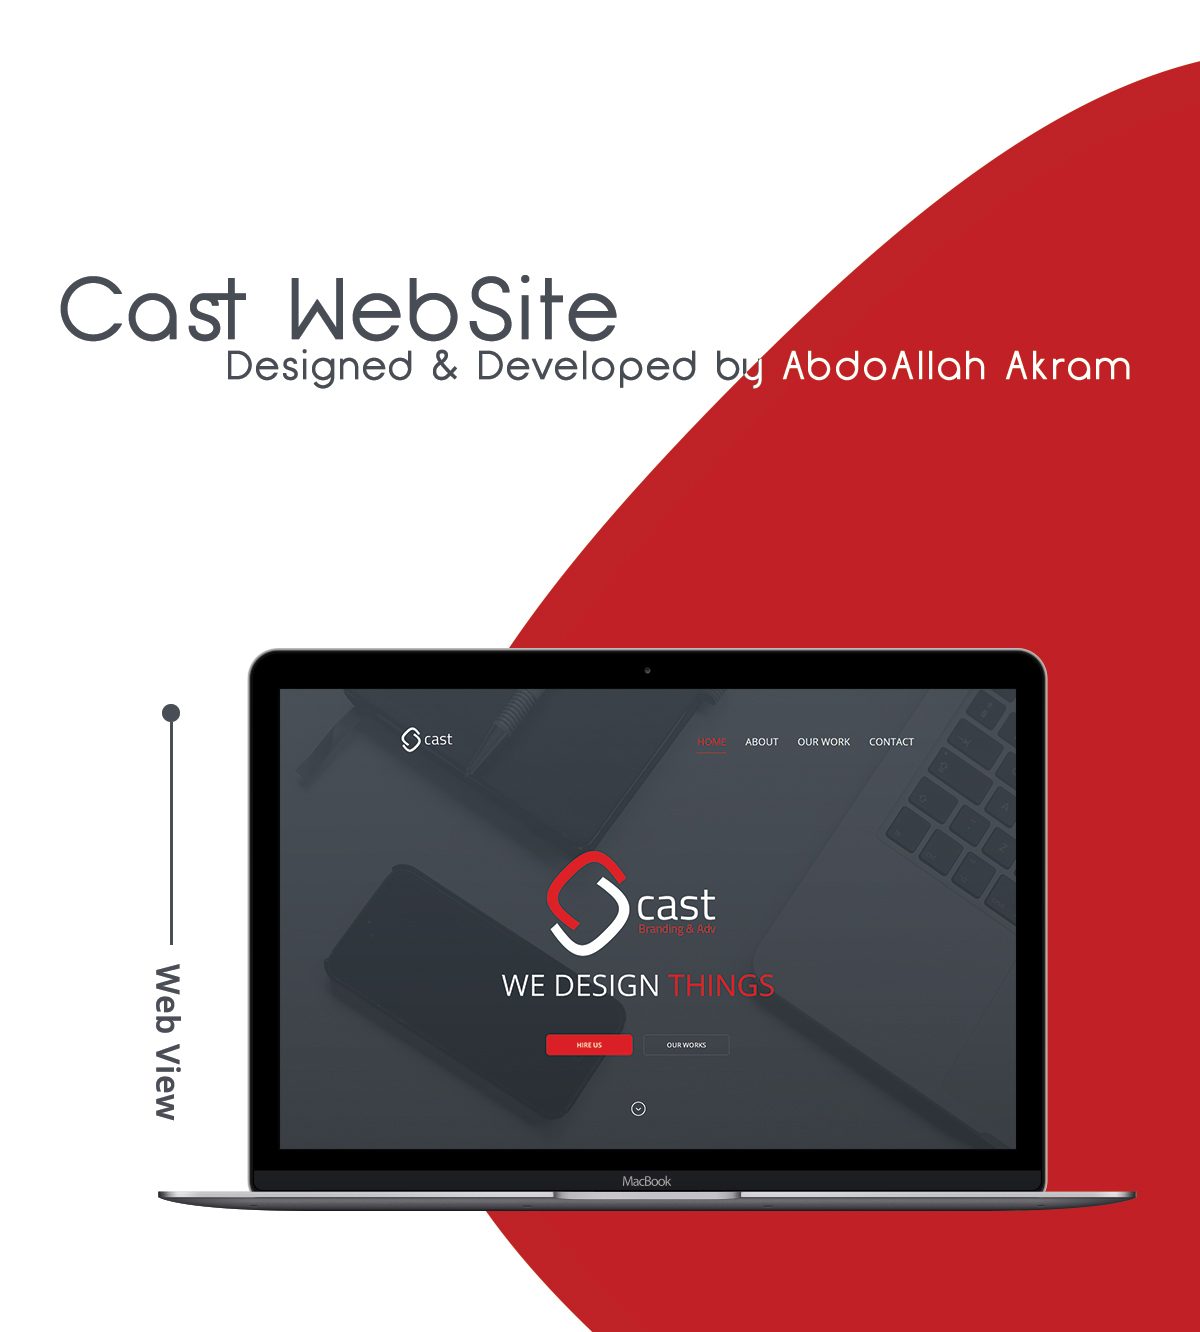 Cast WebSite
Designed & Developed by AbdoAllah Akram
cast
HOME ABOUT OUR WORK CONTACT
cast
Branding & Adv
WE DESIGN THINGS
HIRE US OUR WORKS
Web View
MacBook